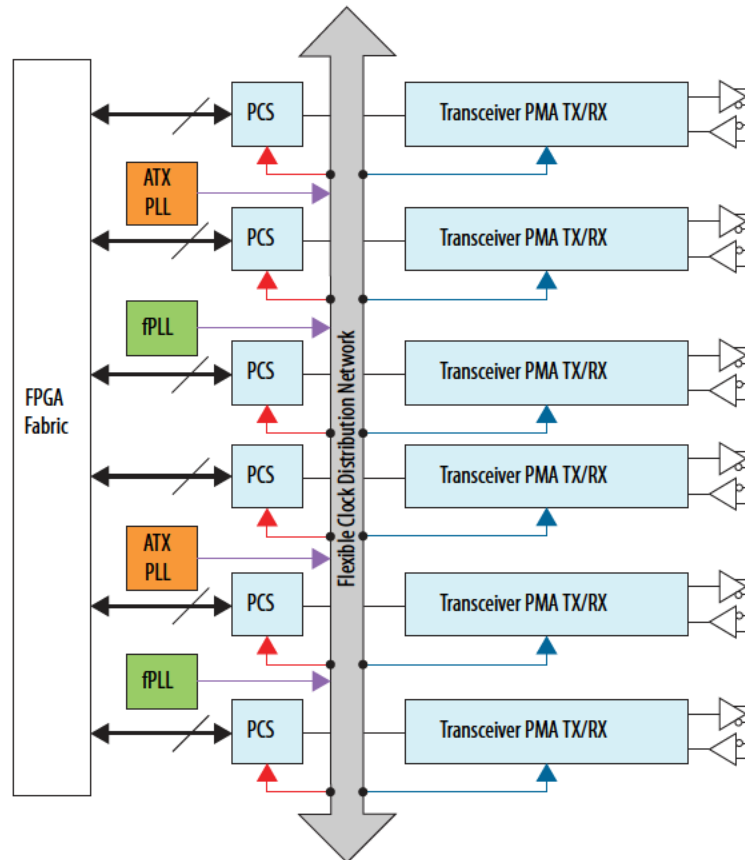 PCS
Transceiver PMA TX/RX
ATX
PLL
PCS
Transceiver PMA TX/RX
fPLL
PCS
Transceiver PMA TX/RX
FPGA
Fabric
Flexible Clock Distribution Network
PCS
Transceiver PMA TX/RX
ATX
PLL
PCS
Transceiver PMA TX/RX
fPLL
PCS
Transceiver PMA TX/RX